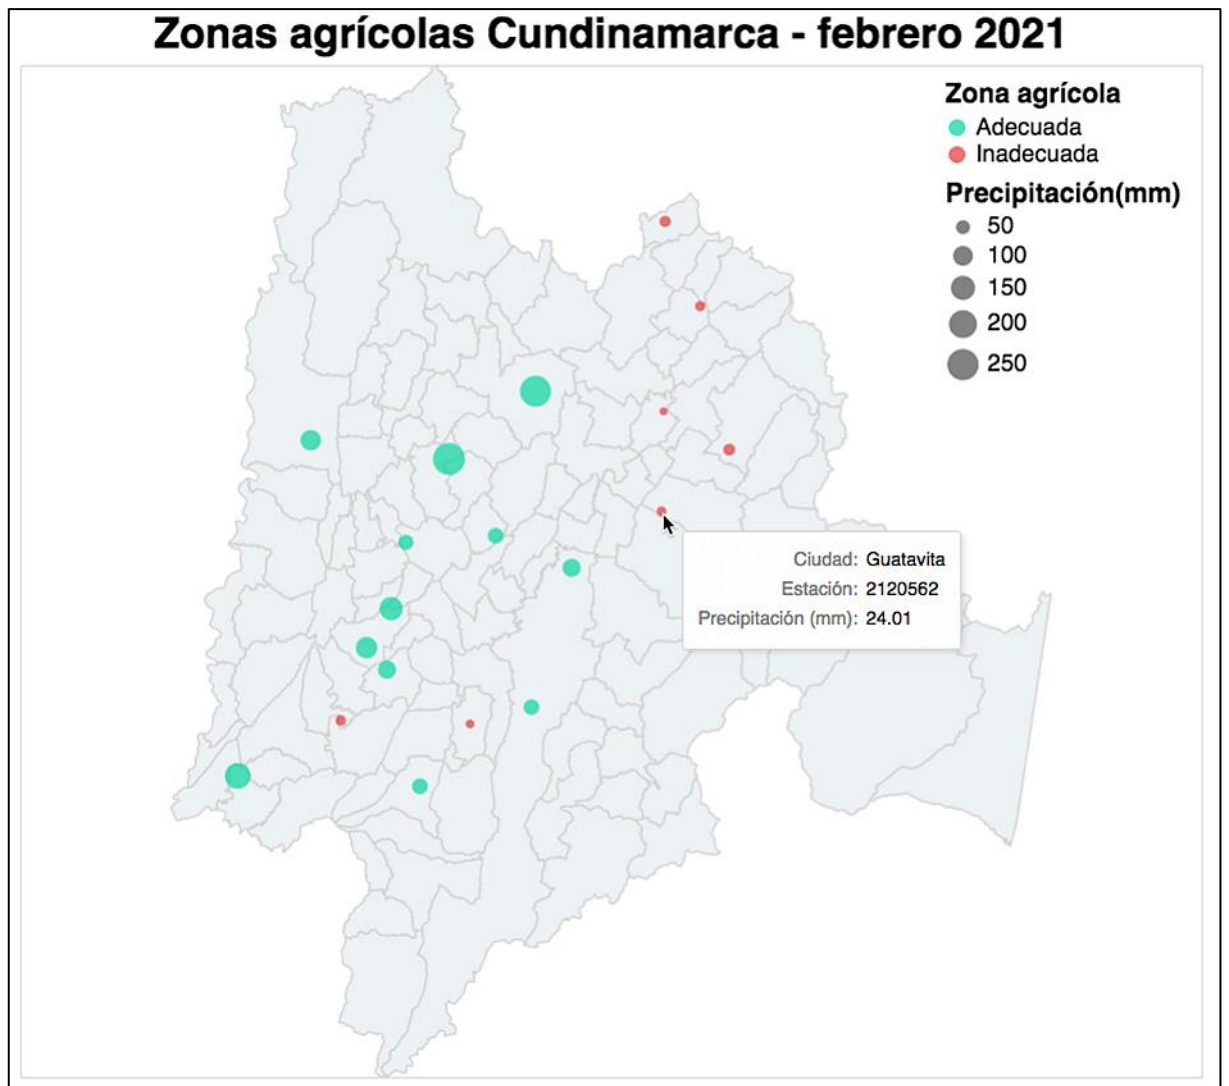 Zonas agrícolas Cundinamarca - febrero 2021
Zona agrícola
Adecuada
Inadecuada
Precipitación(mm)
50
100
150
200
250
Ciudad: Guatavita
Estación: 2120562
Precipitación (mm): 24.01